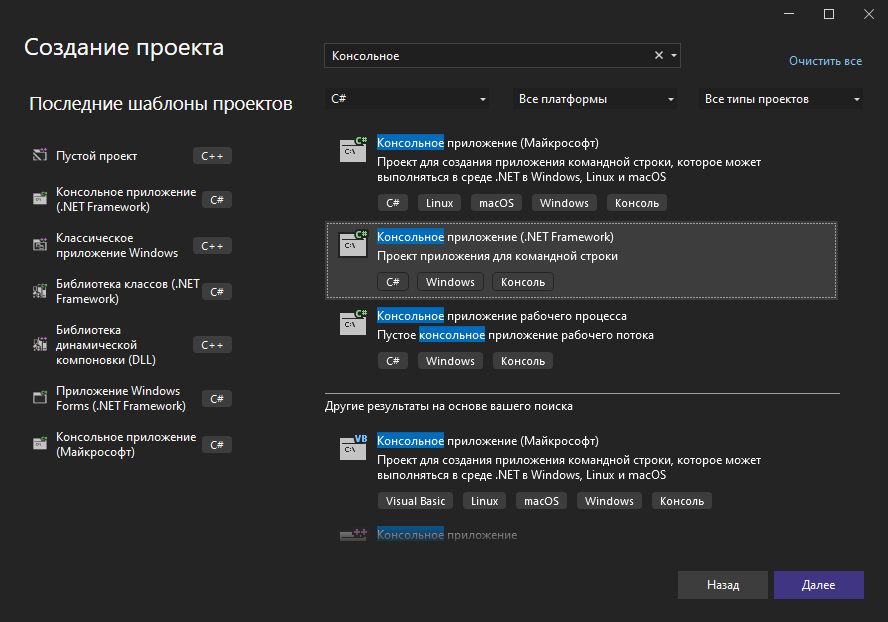 Создание проекта
Последние шаблоны проектов
Пустой проект
C++
Консольное приложение
(.NET Framework)
C#
Классическое
приложение Windows
C++
Библиотека классов (.NET
Framework)
C#
Библиотека
динамической
компоновки (DLL)
C++
Приложение Windows
Forms (.NET Framework)
C#
Консольное приложение
(Майкрософт)
C#
Консольное
Очистить все
C#
Все платформы
Все типы проектов
C#
C:\
Консольное приложение (Майкрософт)
Проект для создания приложения командной строки, которое может
выполняться в среде .NET в Windows, Linux и macOS
C# Linux macOS Windows Консоль
C#
C:\
Консольное приложение (.NET Framework)
Проект приложения для командной строки
C# Windows Консоль
C#
C:\
Консольное приложение рабочего процесса
Пустое консольное приложение рабочего потока
C# Windows Консоль
Другие результаты на основе вашего поиска
VB
C:\
Консольное приложение (Майкрософт)
Проект для создания приложения командной строки, которое может
выполняться в среде .NET в Windows, Linux и macOS
Visual Basic Linux macOS Windows Консоль
++
Консольное приложение
Назад
Далее